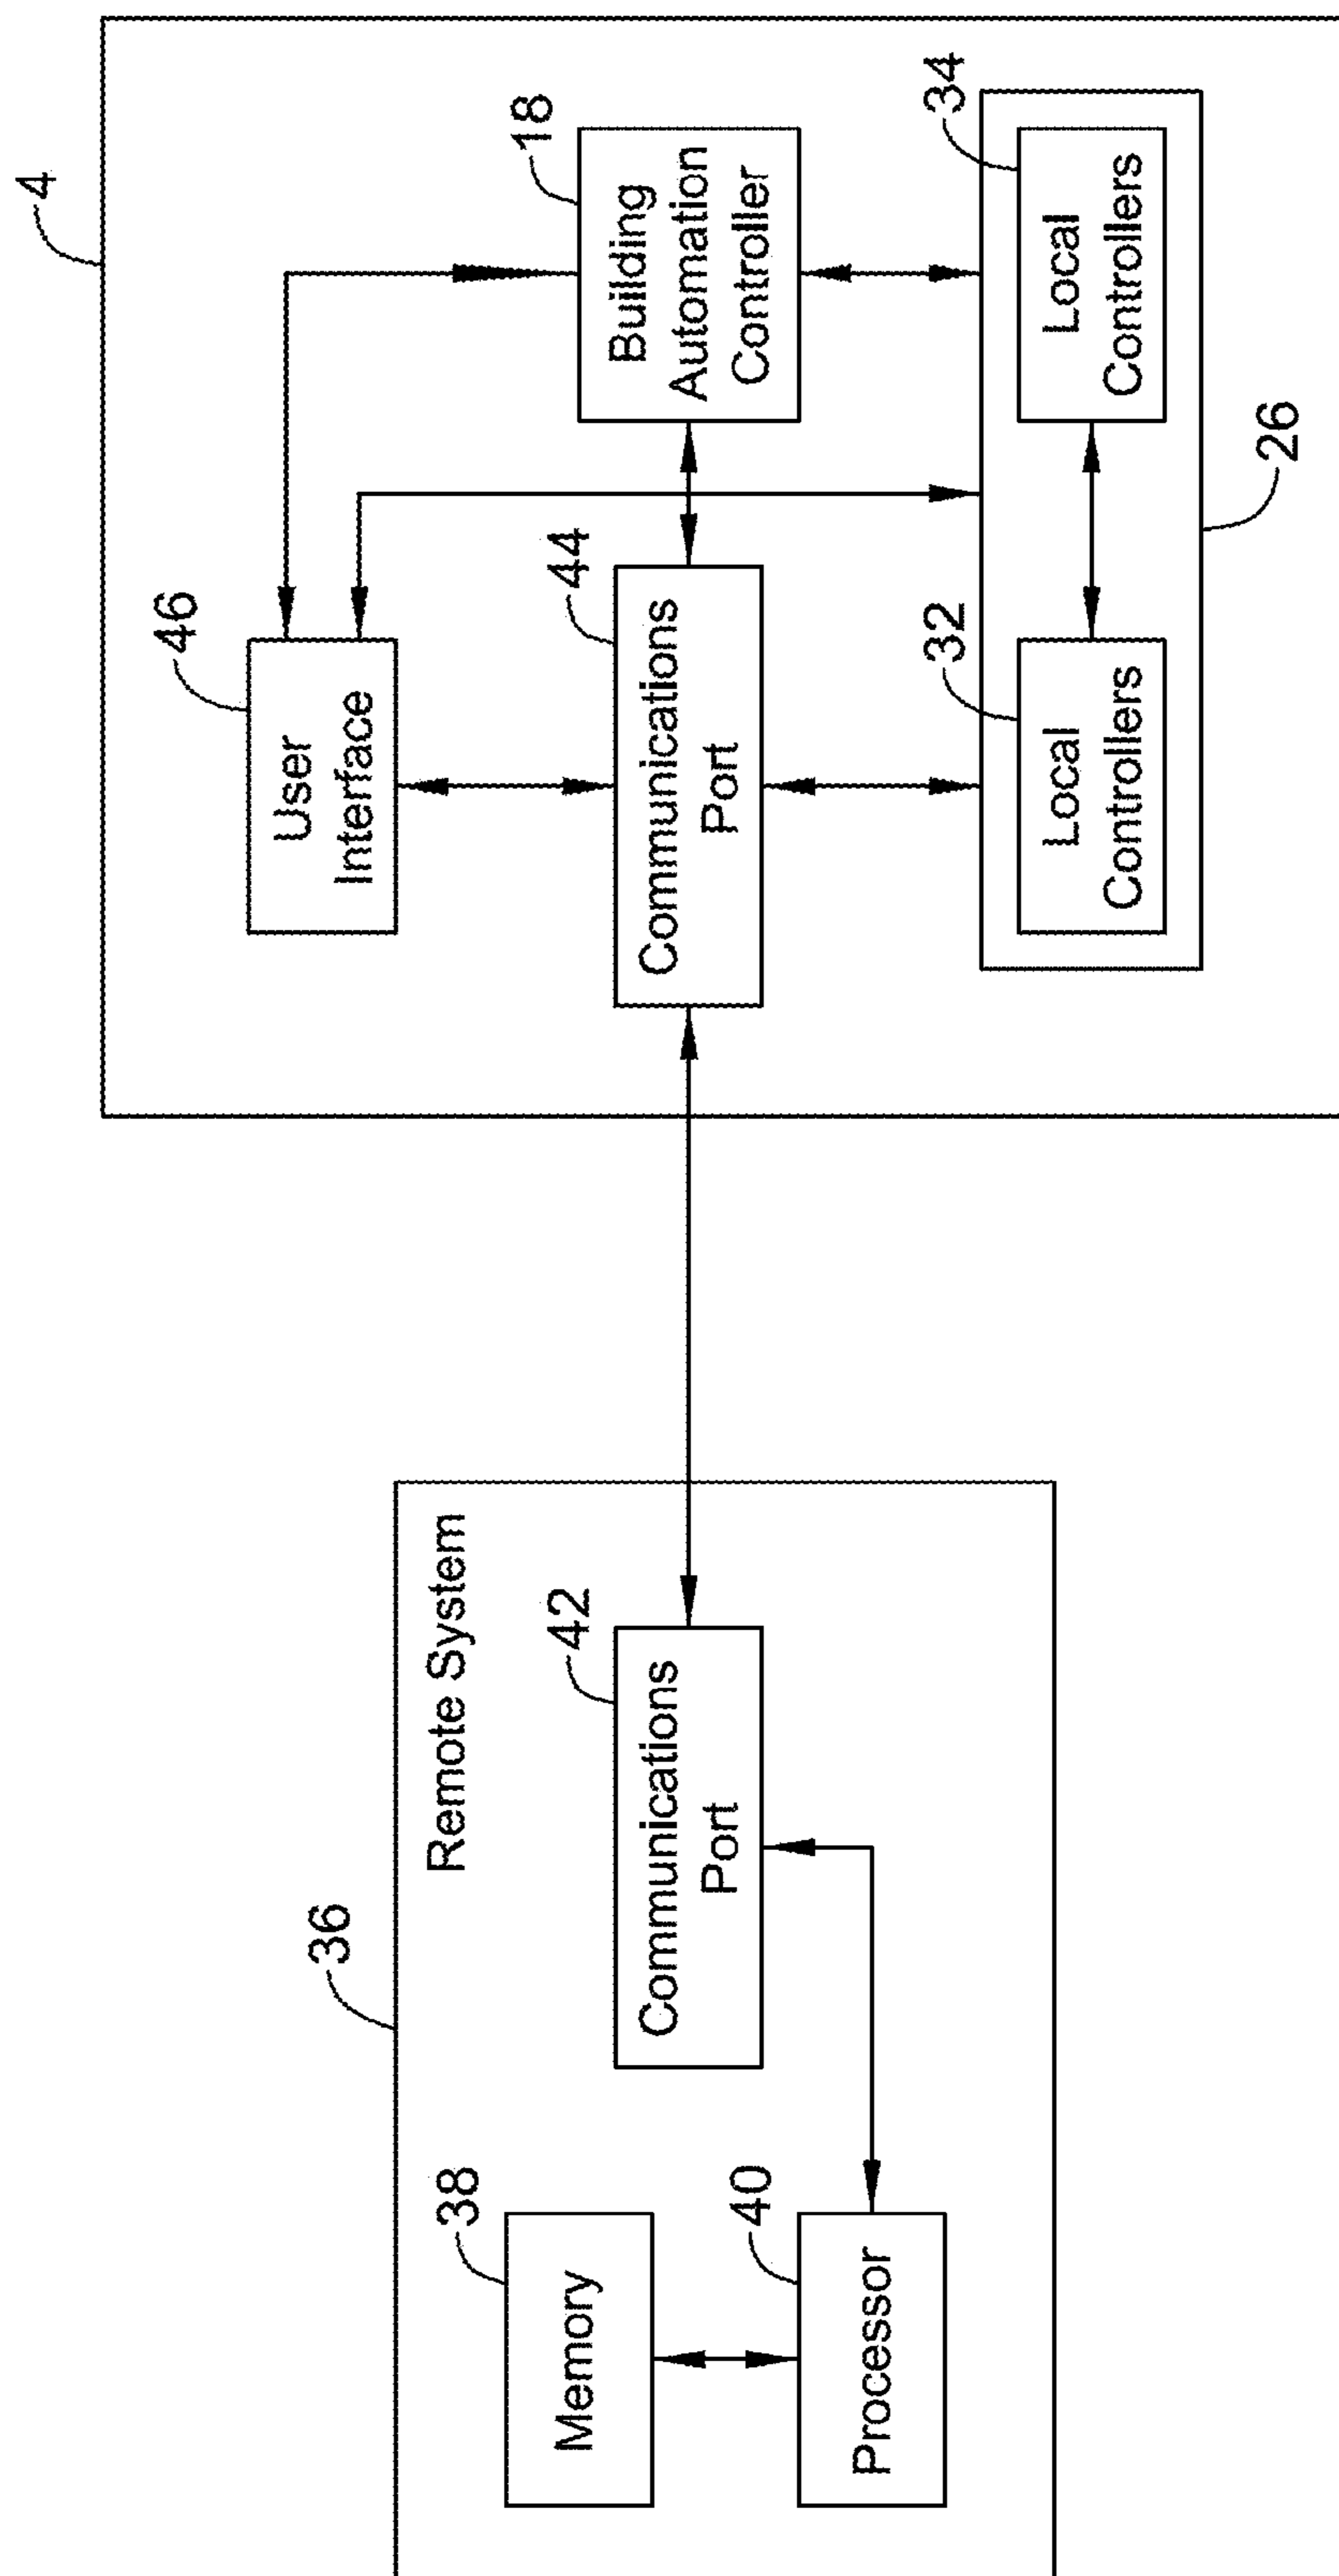 36
Remote System
38
Memory
40
Processor
42
Communications
Port
4
46
User
Interface
44
Communications
Port
18
Building
Automation
Controller
32
Local
Controllers
34
Local
Controllers
26